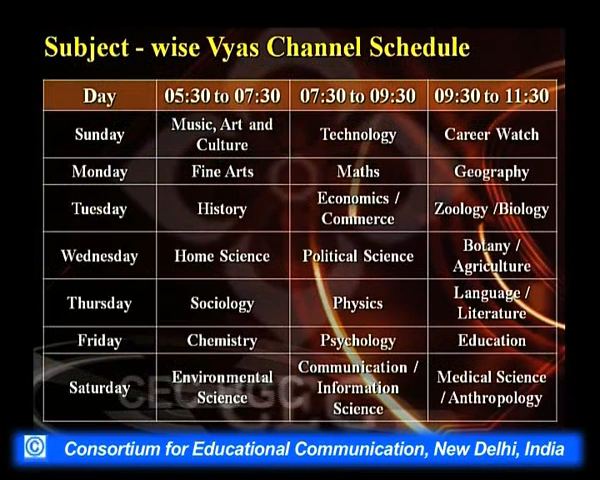 Subject - wise Vyas Channel Schedule
Day 05:30 to 07:30 07:30 to 09:30 09:30 to 11:30
Sunday Music, Art and Culture Technology Career Watch
Monday Fine Arts Maths Geography
Tuesday History Economics / Commerce Zoology /Biology
Wednesday Home Science Political Science Botany / Agriculture
Thursday Sociology Physics Language / Literature
Friday Chemistry Psychology Education
Saturday Environmental Science Communication / Information Science Medical Science / Anthropology
CEC UGC
© Consortium for Educational Communication, New Delhi, India